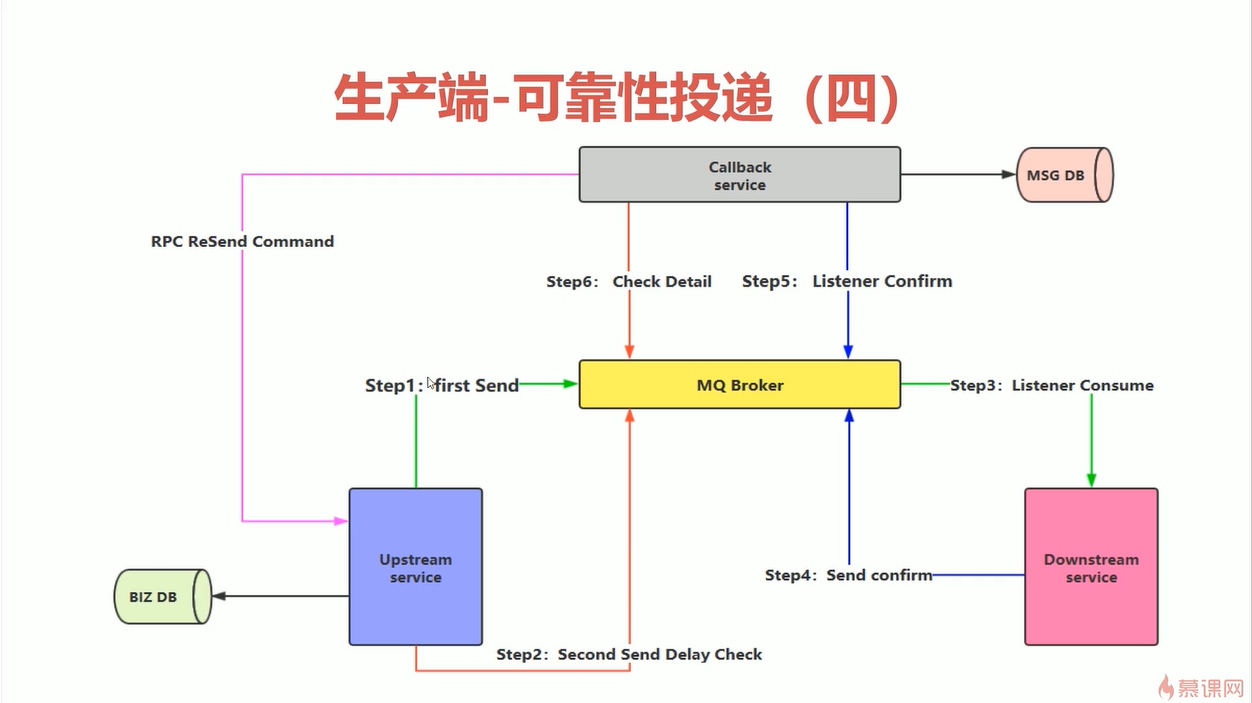 生产端-可靠性投递（四）
Callback
service
MSG DB
RPC ReSend Command
Step6： Check Detail
Step5： Listener Confirm
Step1：first Send
MQ Broker
Step3：Listener Consume
Upstream
service
Downstream
service
Step4：Send confirm
BIZ DB
Step2：Second Send Delay Check
慕课网